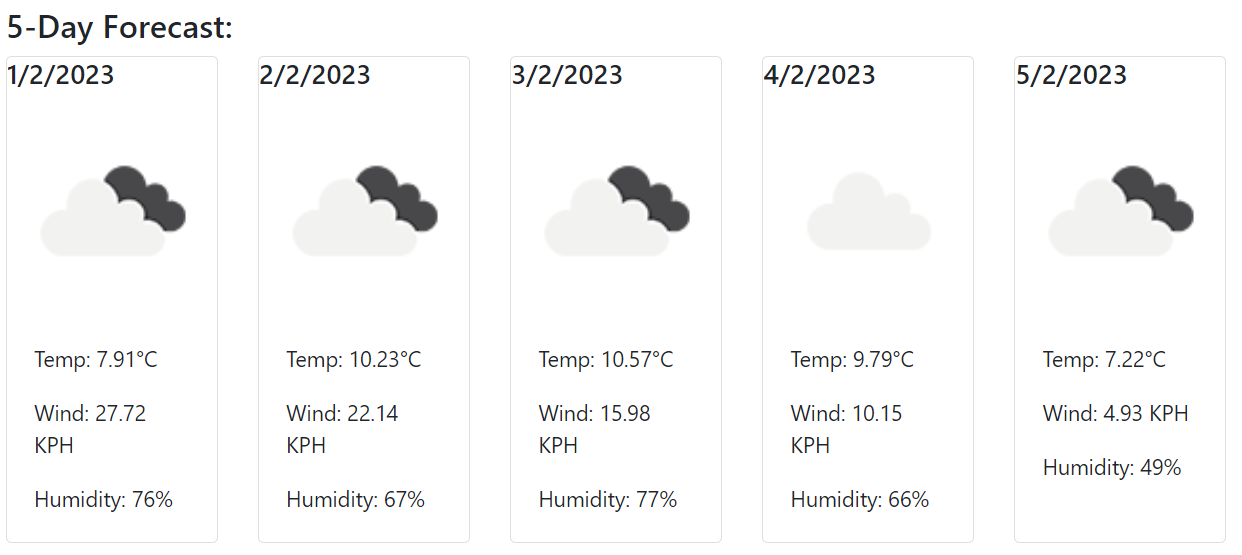 5-Day Forecast:
1/2/2023
Temp: 7.91°C
Wind: 27.72
KPH
Humidity: 76%
2/2/2023
Temp: 10.23°C
Wind: 22.14
KPH
Humidity: 67%
3/2/2023
Temp: 10.57°C
Wind: 15.98
KPH
Humidity: 77%
4/2/2023
Temp: 9.79°C
Wind: 10.15
KPH
Humidity: 66%
5/2/2023
Temp: 7.22°C
Wind: 4.93 KPH
Humidity: 49%